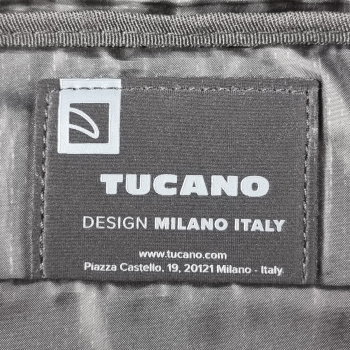 TUCANO
DESIGN MILANO ITALY
www.tucano.com
Piazza Castello, 19, 20121 Milano - Italy